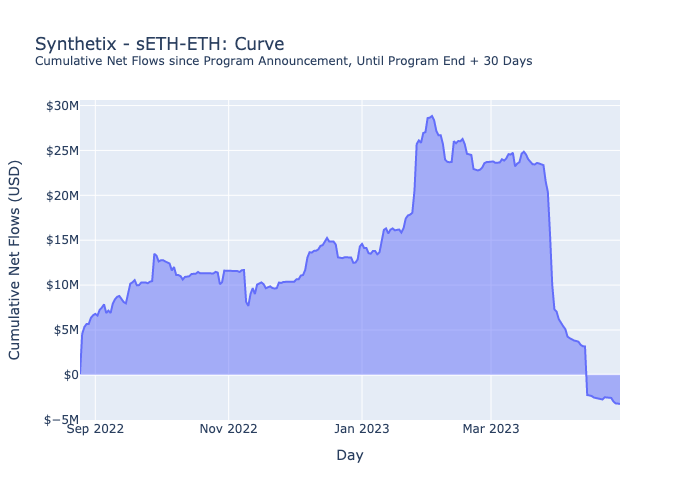 Synthetix - sETH-ETH: Curve
Cumulative Net Flows since Program Announcement, Until Program End + 30 Days
Cumulative Net Flows (USD)
$30M
$25M
$20M
$15M
$10M
$5M
$0
$−5M
Sep 2022 Nov 2022 Jan 2023 Mar 2023
Day